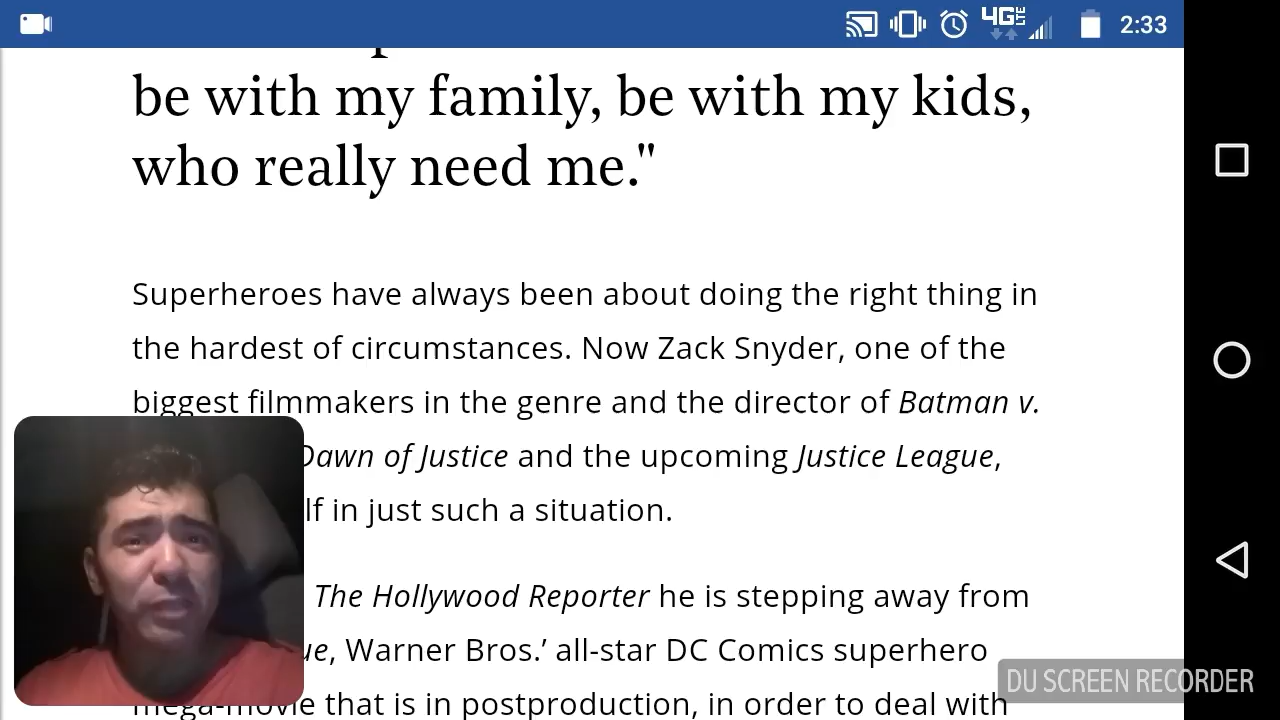 4G LTE 2:33
be with my family, be with my kids,
who really need me."
Superheroes have always been about doing the right thing in
the hardest of circumstances. Now Zack Snyder, one of the
biggest filmmakers in the genre and the director of Batman v.
Dawn of Justice and the upcoming Justice League,
lf in just such a situation.
The Hollywood Reporter he is stepping away from
ue, Warner Bros.’ all-star DC Comics superhero
mega-movie that is in postproduction, in order to deal with
DU SCREEN RECORDER